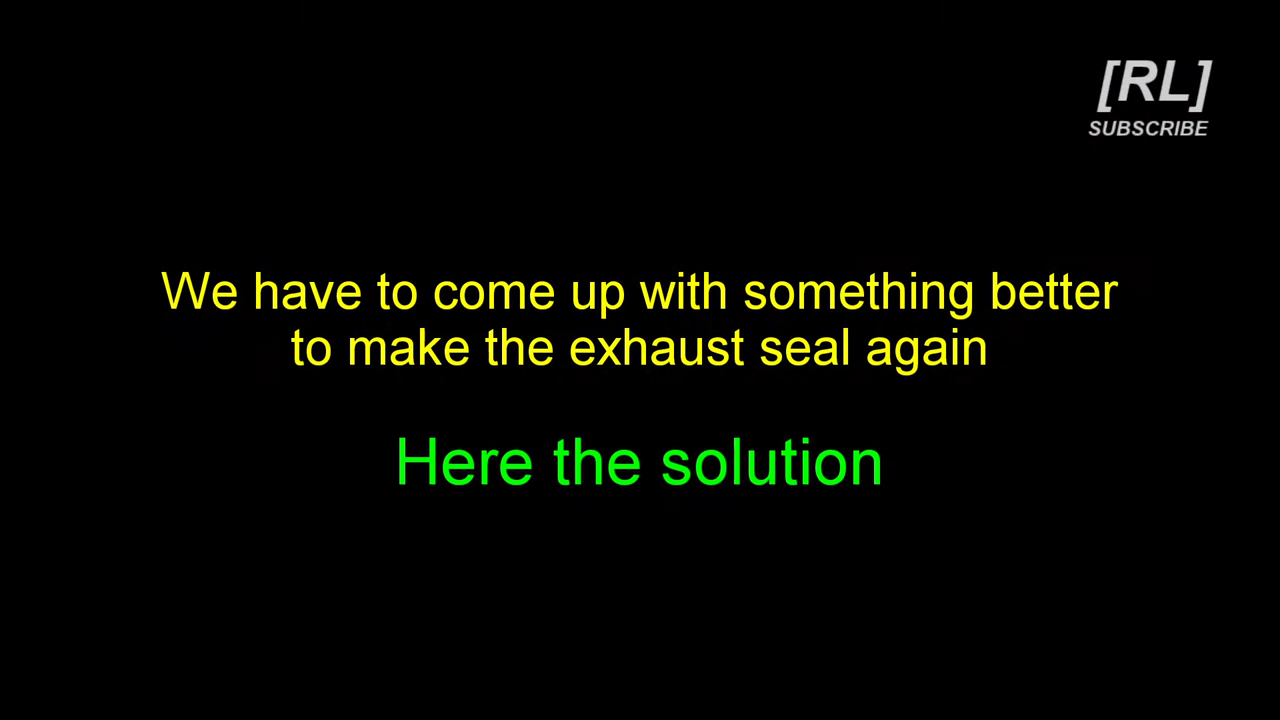 [RL]
SUBSCRIBE
We have to come up with something better
to make the exhaust seal again
Here the solution